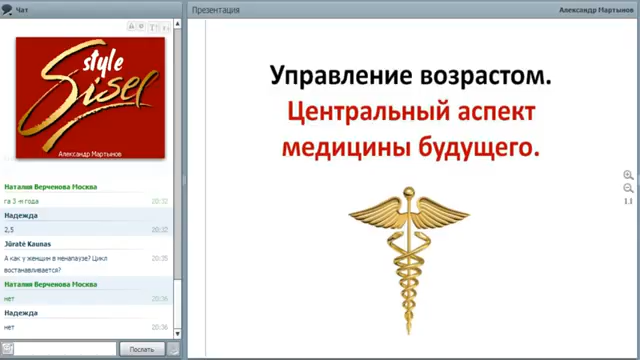 Чат
Презентация
Александр Мартынов
style
Sisel
Александр Мартынов
Наталия Верченова Москва
га 3-м года
20:32
Надежда
2,5
20:32
Jūratė Kaunas
А как у женщин в менапаузе? Цикл
востанавливается?
20:35
Наталия Верченова Москва
нет
20:36
Надежда
нет
20:36
Послать
Управление возрастом.
Центральный аспект
медицины будущего.
1:1